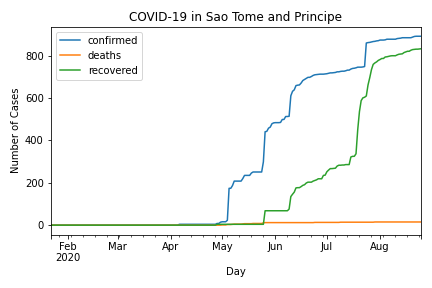 COVID-19 in Sao Tome and Principe
confirmed
deaths
recovered
Number of Cases
800
600
400
200
0
Feb Mar Apr May Jun Jul Aug
2020
Day